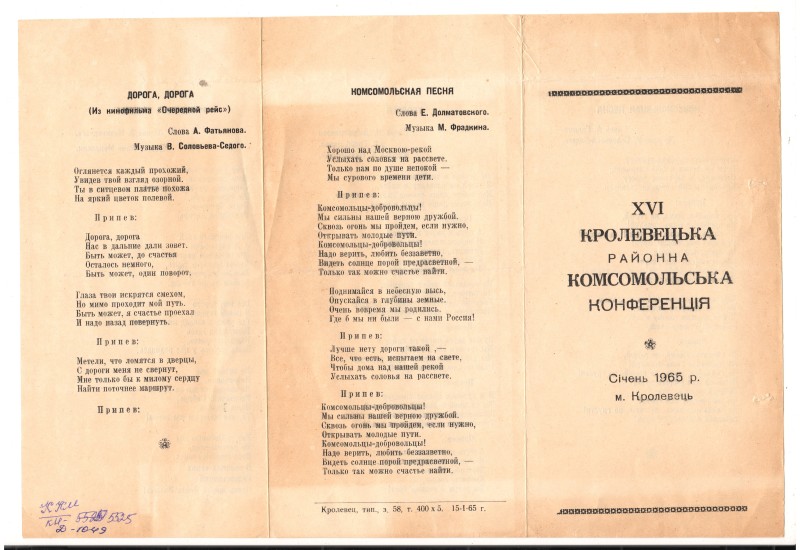 ДОРОГА, ДОРОГА
(Из кинофильма «Очередной рейс»)
Слова А. Фатьянова.
Музыка В. Соловьева-Седого.
Оглянется каждый прохожий,
Увидев твой взгляд озорной.
Ты в ситцевом платье похожа
На яркий цветок полевой.
Припев:
Дорога, дорога
Нас в дальние дали зовет.
Быть может, до счастья
Осталось немного,
Быть может, один поворот.
Глаза твои искрятся смехом,
Но мимо проходит мой путь.
Быть может, я счастье проехал
И надо назад повернуть.
Припев:
Метели, что ломятся в дверцы,
С дороги меня не свернут,
Мне только бы к милому сердцу
Найти поточнее маршрут.
Припев:
ККМ
КН- 5325
Д-1049
КОМСОМОЛЬСКАЯ ПЕСНЯ
Слова Е. Долматовского.
Музыка М. Фрадкина.
Хорошо над Москвою-рекой
Услыхать соловья на рассвете.
Только нам по душе непокой —
Мы сурового времени дети.
Припев:
Комсомольцы-добровольцы!
Мы сильны нашей верною дружбой.
Сквозь огонь мы пройдем, если нужно,
Открывать молодые пути.
Комсомольцы-добровольцы!
Надо верить, любить беззаветно,
Видеть солнце порой предрассветной, —
Только так можно счастье найти.
Поднимайся в небесную высь,
Опускайся в глубины земные.
Очень вовремя мы родились.
Где б мы ни были — с нами Россия!
Припев:
Лучше нету дороги такой ,—
Все, что есть, испытаем на свете,
Чтобы дома над нашей рекой
Услыхать соловья на рассвете.
Припев:
Комсомольцы-добровольцы!
Мы сильны нашей верною дружбой.
Сквозь огонь мы пройдем, если нужно,
Открывать молодые пути.
Комсомольцы-добровольцы!
Надо верить, любить беззаветно,
Видеть солнце порой предрассветной, —
Только так можно счастье найти.
Кролевец, тип., з. 58, т. 400х5. 15-1-65 г.
XVI
КРОЛЕВЕЦЬКА
РАЙОННА
КОМСОМОЛЬСЬКА
КОНФЕРЕНЦІЯ
Січень 1965 р.
м. Кролевець